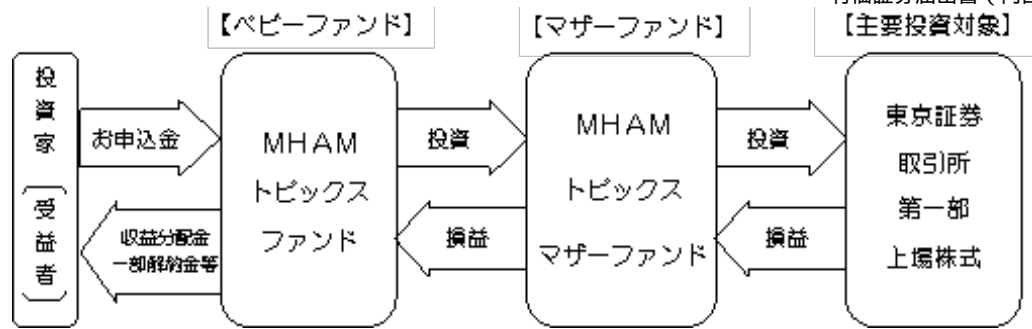 【ベビーファンド】
【マザーファンド】
【主要投資対象】
投資家
（受益者）
お申込金
収益分配金
一部解約金等
MHAM
トピックス
ファンド
投資
損益
MHAM
トピックス
マザーファンド
投資
損益
東京証券
取引所
第一部
上場株式